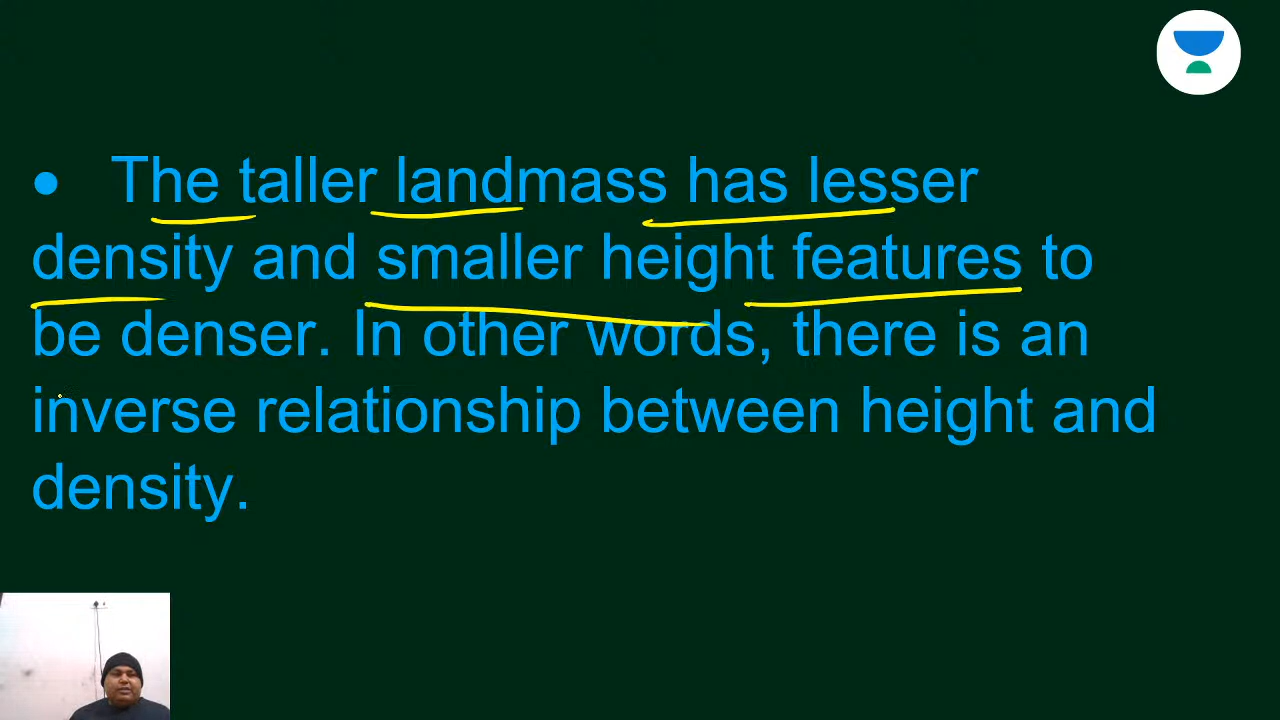 • The taller landmass has lesser
density and smaller height features to
be denser. In other words, there is an
inverse relationship between height and
density.